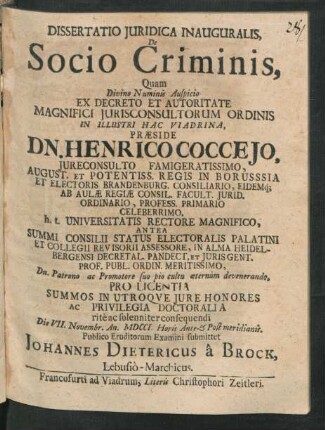 DISSERTATIO JURIDICA INAUGURALIS,
De
Socio Criminis,
Quam
Divino Numinis Auspicio
EX DECRETO ET AUTORITATE
MAGNIFICI JURISCONSULTORUM ORDINIS
IN ILLUSTRI HAC VIADRINA,
PRÆSIDE
DN. HENRICO COCCEJO,
JURECONSULTO FAMIGERATISSIMO,
AUGUST. ET POTENTISS. REGIS IN BORUSSSIA
ET ELECTORIS BRANDENBURG. CONSILIARIO, EIDEMq;
AB AULÆ REGIÆ CONSIL. FACULT. JURID.
ORDINARIO, PROFESS. PRIMARIO
CELEBERRIMO,
h. t. UNIVERSITATIS RECTORE MAGNIFICO,
ANTEA
SUMMI CONSILII STATUS ELECTORALIS PALATINI
ET COLLEGII REVISORII ASSESSORE, IN ALMA HEIDEL-
BERGENSI DECRETAL. PANDECT. ET JURIS GENT.
PROF. PUBL. ORDIN. MERITISSIMO,
Dn. Patrono ac Promotore suo pio cultu æternùm devenerando,
PRO LICENTIA
SUMMOS IN UTROQVE JURE HONORES
ac PRIVILEGIA DOCTORALIA
ritè ac solenniter consequendi
Die VII. Novembr. An. MDCCI. Horis Ante- & Post meridianis.
Publico Eruditorum Examini submittet
JOHANNES DIETERICUS â BROCK,
Lebusiò-Marchicus.
Francofurti ad Viadrum, Literis Christophori Zeitleri.